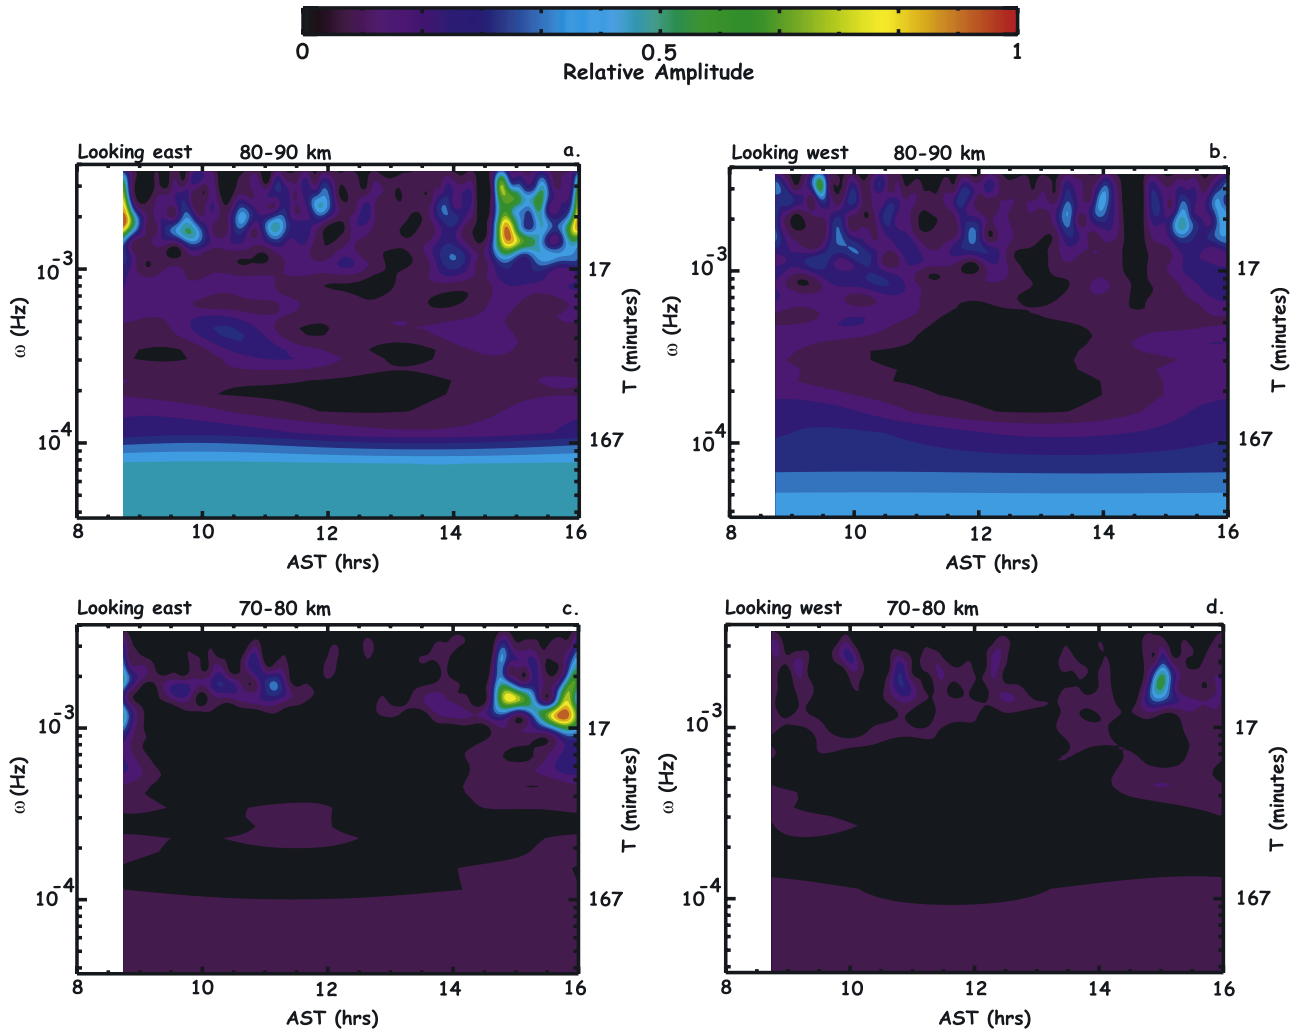 0 0.5 1
Relative Amplitude
Looking east 80-90 km a.
10-3
10-4
ω (Hz)
17
167
T (minutes)
8 10 12 14 16
AST (hrs)
Looking west 80-90 km b.
10-3
10-4
ω (Hz)
17
167
T (minutes)
8 10 12 14 16
AST (hrs)
Looking east 70-80 km c.
10-3
10-4
ω (Hz)
17
167
T (minutes)
8 10 12 14 16
AST (hrs)
Looking west 70-80 km d.
10-3
10-4
ω (Hz)
17
167
T (minutes)
8 10 12 14 16
AST (hrs)